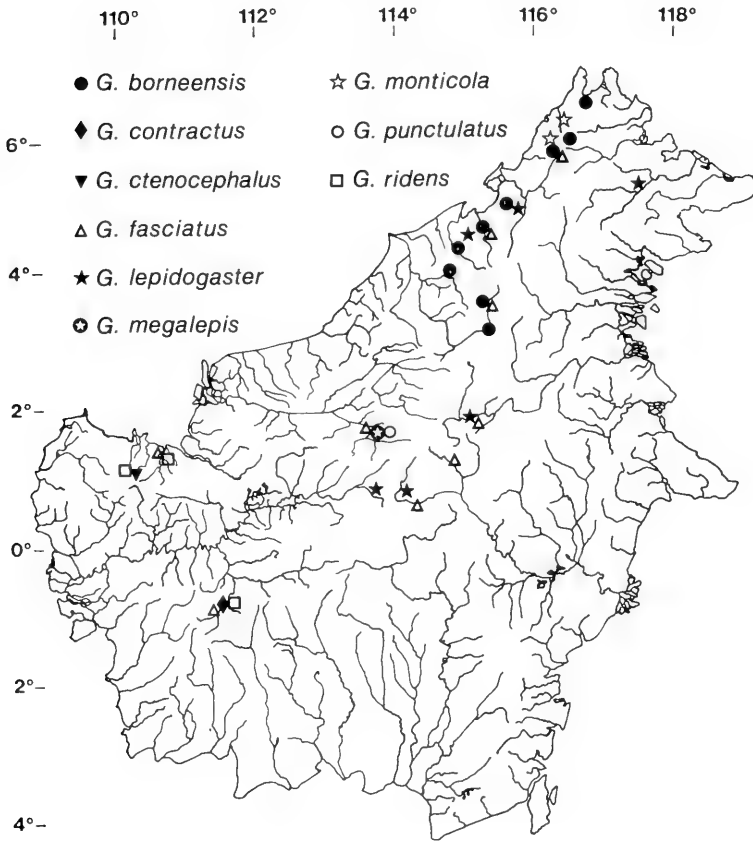 110° 112° 114° 116° 118°
G. borneensis
G. contractus
G. ctenocephalus
G. fasciatus
G. lepidogaster
G. megalepis
G. monticola
G. punctulatus
G. ridens
6°
4°
2°
0°
2°
4°